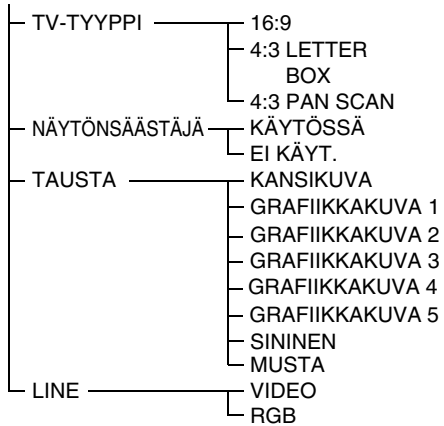 TV-TYYPPI 16:9
4:3 LETTER
BOX
4:3 PAN SCAN
NÄYTÖNSÄÄSTÄJÄ KÄYTÖSSÄ
EI KÄYT.
TAUSTA KANSIKUVA
GRAFIIKKAKUVA 1
GRAFIIKKAKUVA 2
GRAFIIKKAKUVA 3
GRAFIIKKAKUVA 4
GRAFIIKKAKUVA 5
SININEN
MUSTA
LINE VIDEO
RGB